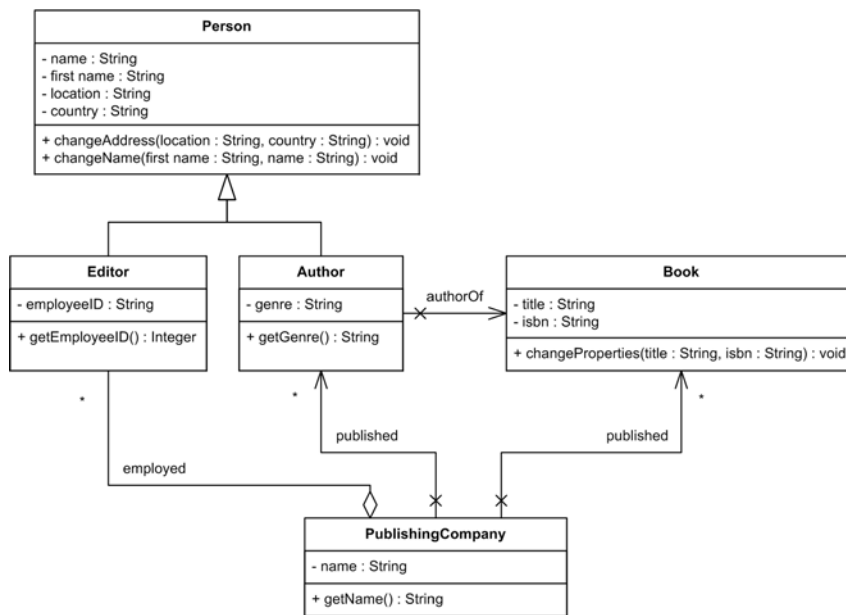 Person
- name : String
- first name : String
- location : String
- country : String
+ changeAddress(location : String, country : String) : void
+ changeName(first name : String, name : String) : void
Editor
- employeeID : String
+ getEmployeeID() : Integer
Author
- genre : String
+ getGenre() : String
authorOf
Book
- title : String
- isbn : String
+ changeProperties(title : String, isbn : String) : void
*
*
*
published
published
employed
PublishingCompany
- name : String
+ getName() : String